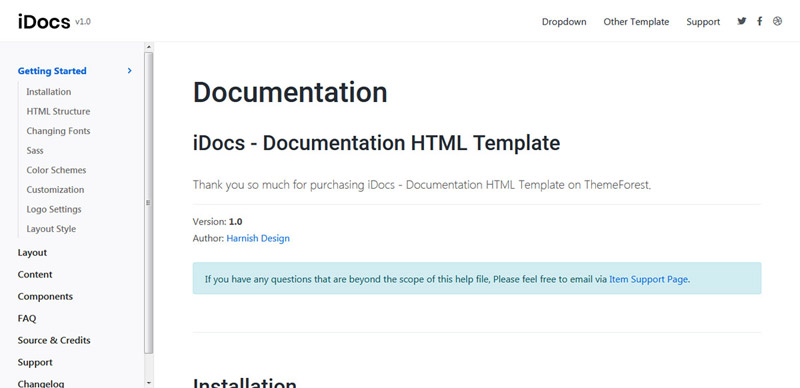 iDocs v1.0
Dropdown Other Template Support
Getting Started
Installation
HTML Structure
Changing Fonts
Sass
Color Schemes
Customization
Logo Settings
Layout Style
Layout
Content
Components
FAQ
Source & Credits
Support
Changelog
Documentation
iDocs - Documentation HTML Template
Thank you so much for purchasing iDocs - Documentation HTML Template on ThemeForest.
Version: 1.0
Author: Harnish Design
If you have any questions that are beyond the scope of this help file, Please feel free to email via Item Support Page.
Installation